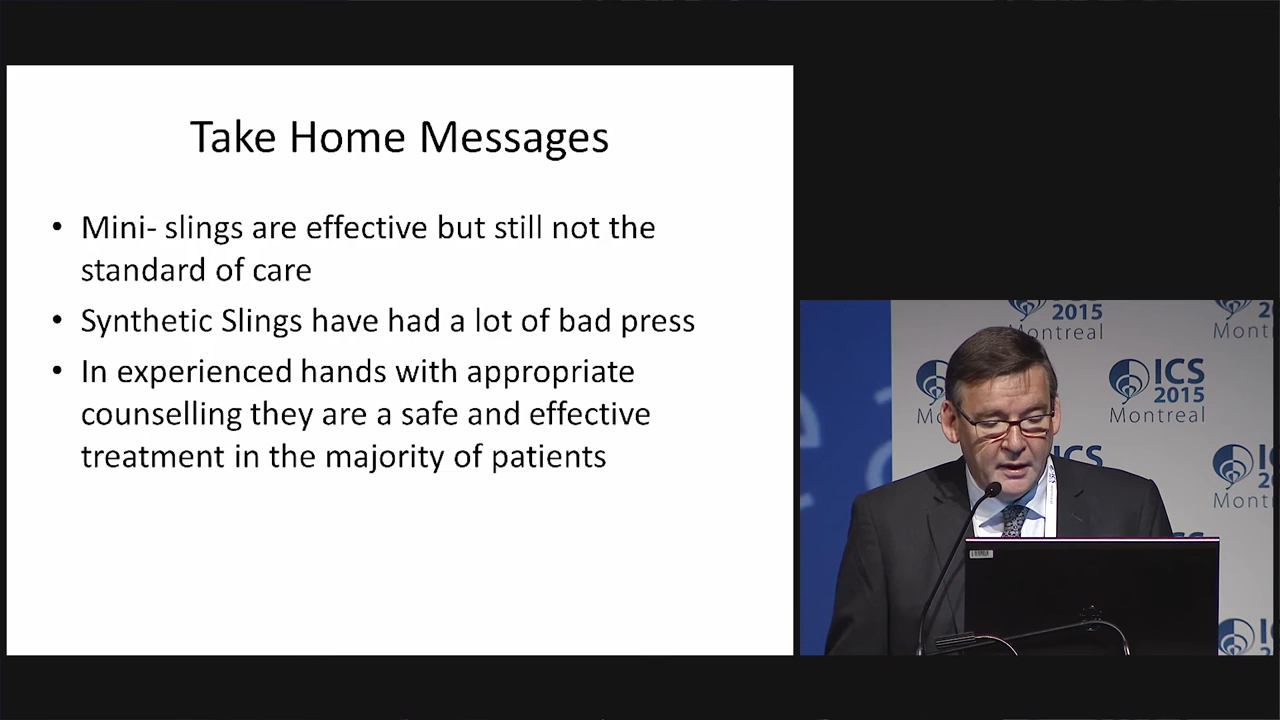 Take Home Messages
• Mini- slings are effective but still not the
standard of care
• Synthetic Slings have had a lot of bad press
• In experienced hands with appropriate
counselling they are a safe and effective
treatment in the majority of patients
2015
Montreal
ICS
2015
Montreal
ICS